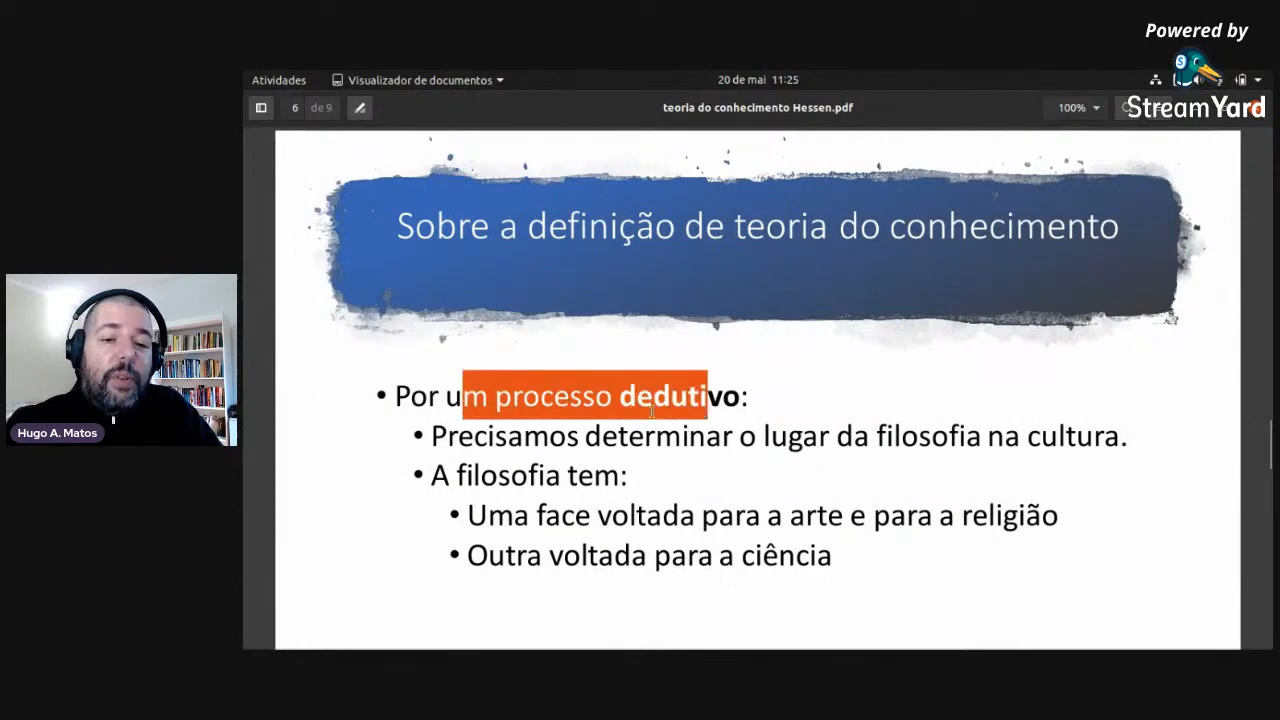 Powered by
StreamYard
Atividades Visualizador de documentos 20 de mai 11:25
6 de 9 teoria do conhecimento Hessen.pdf 100%
Sobre a definição de teoria do conhecimento
• Por um processo dedutivo:
• Precisamos determinar o lugar da filosofia na cultura.
• A filosofia tem:
• Uma face voltada para a arte e para a religião
• Outra voltada para a ciência
Hugo A. Matos